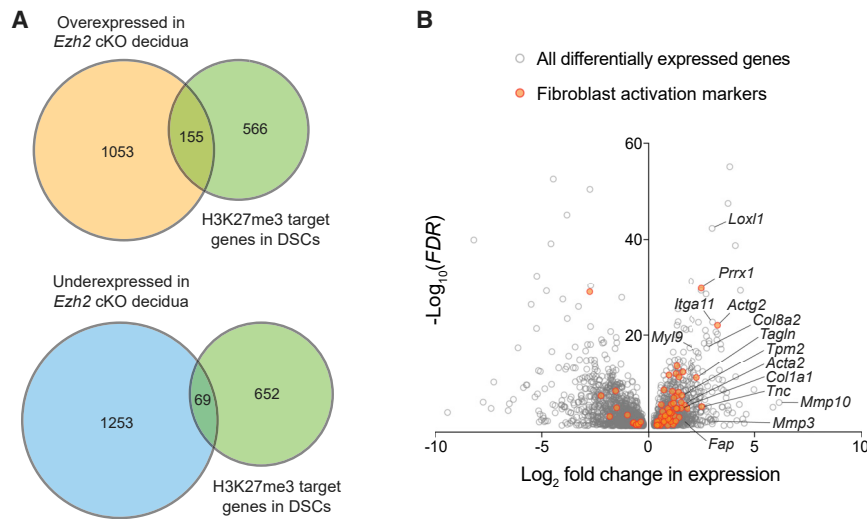 A
Overexpressed in
Ezh2 cKO decidua
1053
155
566
H3K27me3 target
genes in DSCs
Underexpressed in
Ezh2 cKO decidua
1253
69
652
H3K27me3 target
genes in DSCs
B
All differentially expressed genes
Fibroblast activation markers
60
40
20
-Log10(FDR)
Loxl1
Prrx1
Itga11
Actg2
Col8a2
Myl9
Tagln
Tpm2
Acta2
Col1a1
Tnc
Mmp10
Mmp3
Fap
-10
-5
0
5
10
Log2 fold change in expression